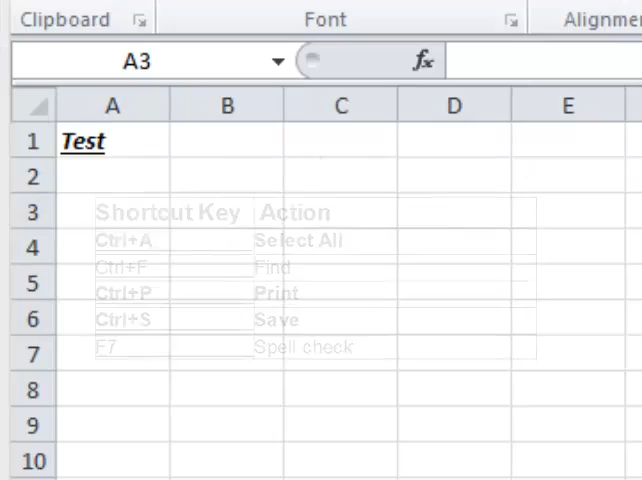 Clipboard Font Alignme
A3 fx
A B C D E
1 Test
2
3 Shortcut Key Action
4 Ctrl+A Select All
5 Ctrl+F Find
Ctrl+P Print
6 Ctrl+S Save
7 F7 Spell check
8
9
10